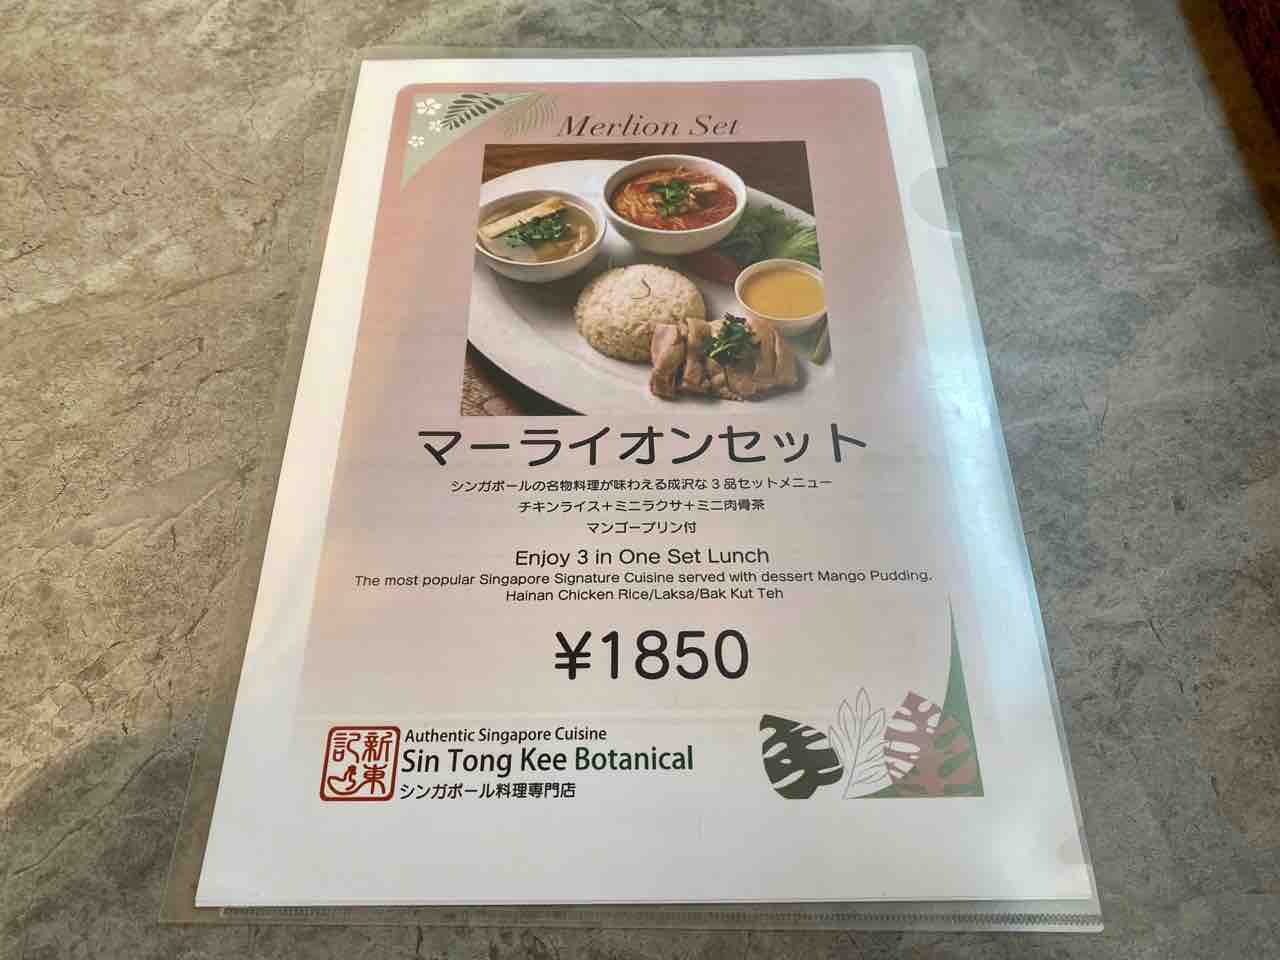 Merlion Set
マーライオンセット
シンガポールの名物料理が味わえる成沢な3品セットメニュー
チキンライス+ミニラクサ+ミニ肉骨茶
マンゴープリン付
Enjoy 3 in One Set Lunch
The most popular Singapore Signature Cuisine served with dessert Mango Pudding.
Hainan Chicken Rice/Laksa/Bak Kut Teh
¥1850
新東記
Authentic Singapore Cuisine
Sin Tong Kee Botanical
シンガポール料理専門店